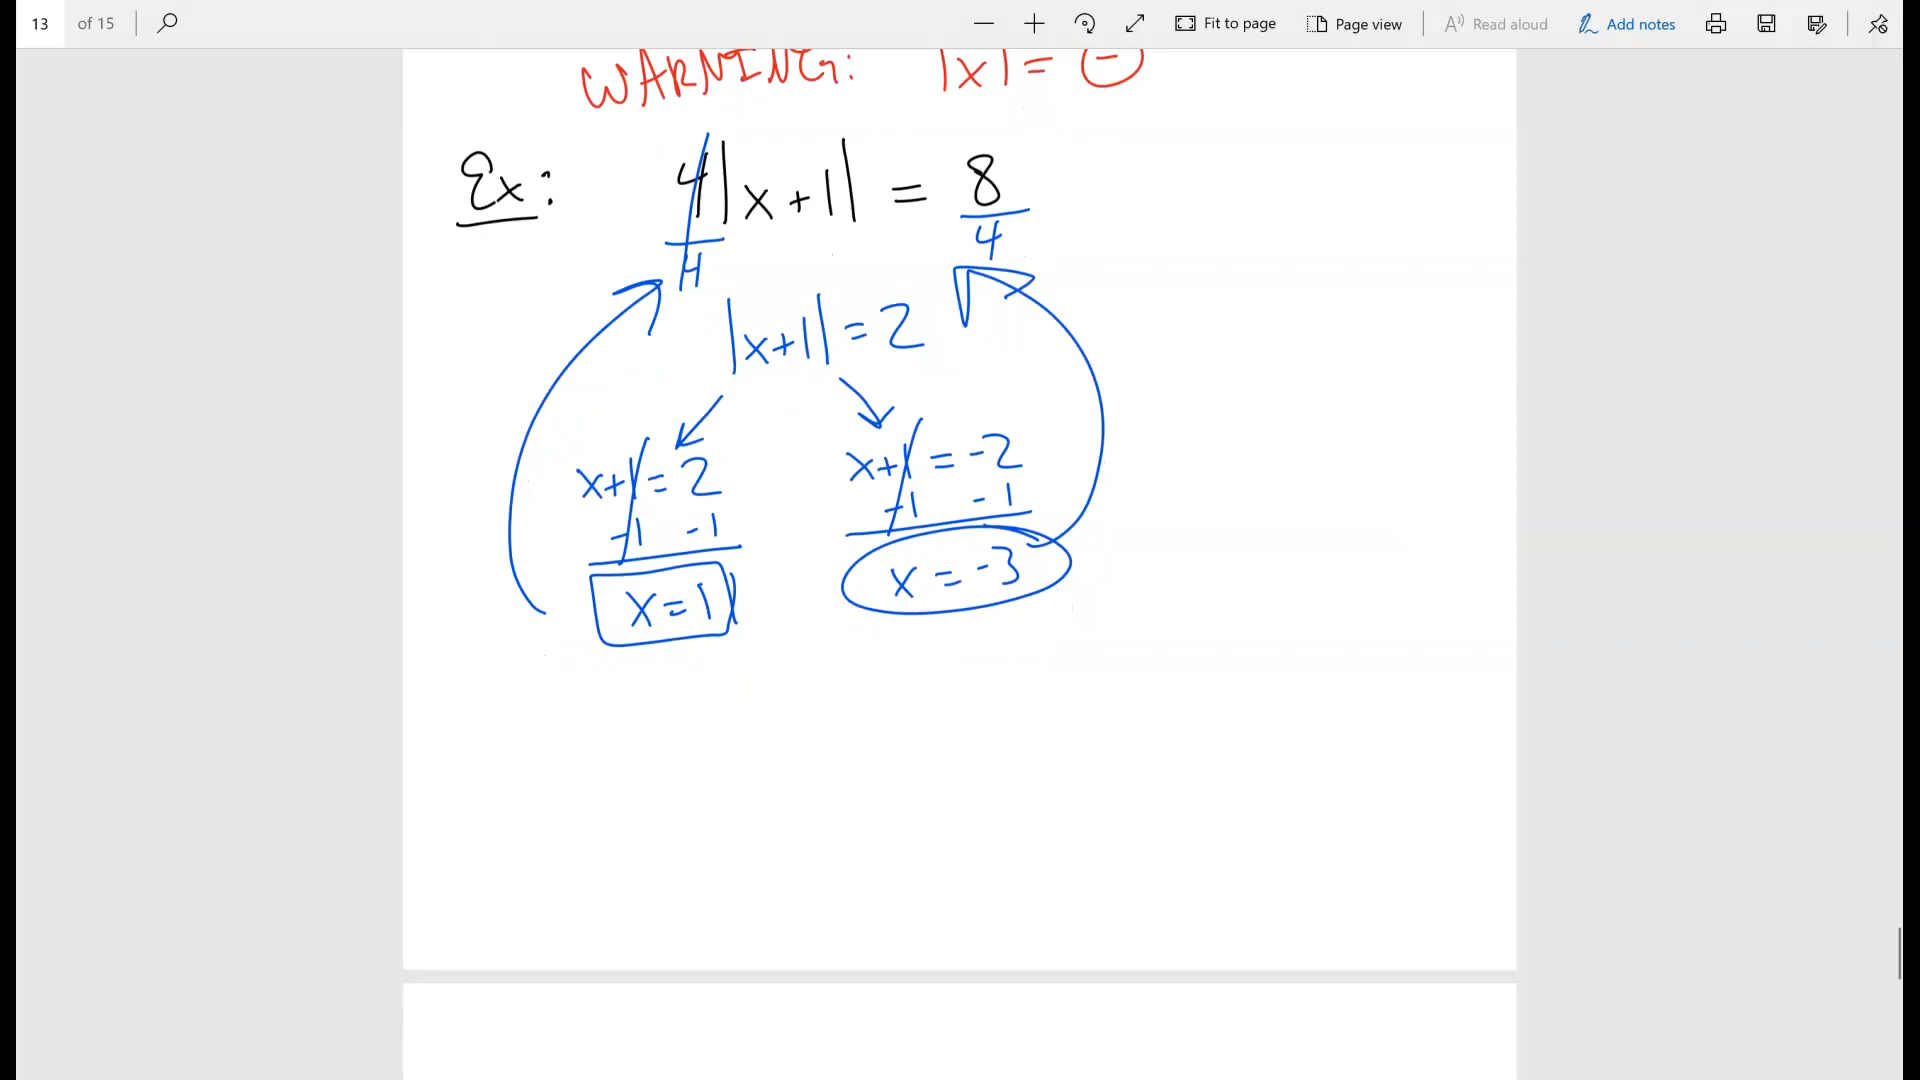 13 of 15 Fit to page Page view Read aloud Add notes
WARNING: |x| = -
Ex: 4|x+1| = 8
4 4
|x+1| = 2
x+1 = 2 x+1 = -2
-1 -1 -1 -1
x = 1 x = -3